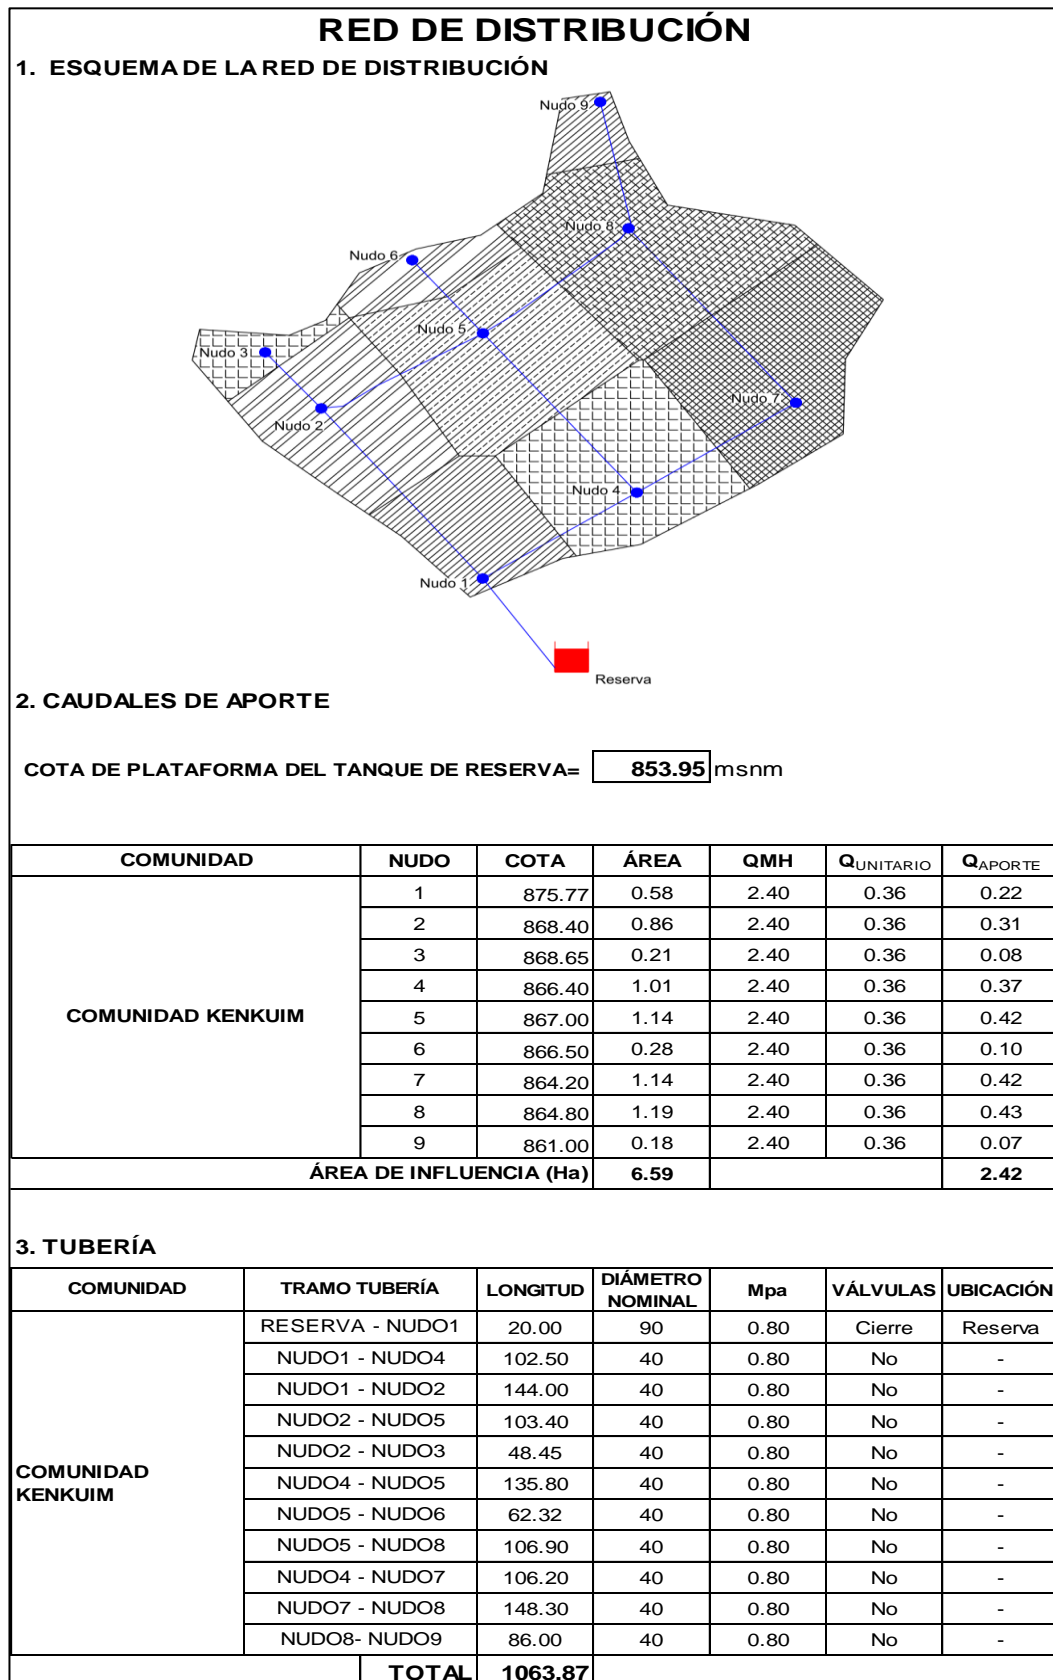 RED DE DISTRIBUCIÓN
1. ESQUEMA DE LA RED DE DISTRIBUCIÓN
Nudo 9
Nudo 8
Nudo 6
Nudo 5
Nudo 3
Nudo 7
Nudo 2
Nudo 4
Nudo 1
Reserva
2. CAUDALES DE APORTE
COTA DE PLATAFORMA DEL TANQUE DE RESERVA= 853.95 msnm
COMUNIDAD NUDO COTA ÁREA QMH QUNITARIO QAPORTE
1 875.77 0.58 2.40 0.36 0.22
2 868.40 0.86 2.40 0.36 0.31
3 868.65 0.21 2.40 0.36 0.08
4 866.40 1.01 2.40 0.36 0.37
COMUNIDAD KENKUIM 5 867.00 1.14 2.40 0.36 0.42
6 866.50 0.28 2.40 0.36 0.10
7 864.20 1.14 2.40 0.36 0.42
8 864.80 1.19 2.40 0.36 0.43
9 861.00 0.18 2.40 0.36 0.07
ÁREA DE INFLUENCIA (Ha) 6.59 2.42
3. TUBERÍA
COMUNIDAD TRAMO TUBERÍA LONGITUD DIÁMETRO NOMINAL Mpa VÁLVULAS UBICACIÓN
RESERVA - NUDO1 20.00 90 0.80 Cierre Reserva
NUDO1 - NUDO4 102.50 40 0.80 No -
NUDO1 - NUDO2 144.00 40 0.80 No -
NUDO2 - NUDO5 103.40 40 0.80 No -
NUDO2 - NUDO3 48.45 40 0.80 No -
COMUNIDAD KENKUIM NUDO4 - NUDO5 135.80 40 0.80 No -
NUDO5 - NUDO6 62.32 40 0.80 No -
NUDO5 - NUDO8 106.90 40 0.80 No -
NUDO4 - NUDO7 106.20 40 0.80 No -
NUDO7 - NUDO8 148.30 40 0.80 No -
NUDO8- NUDO9 86.00 40 0.80 No -
TOTAL 1063.87